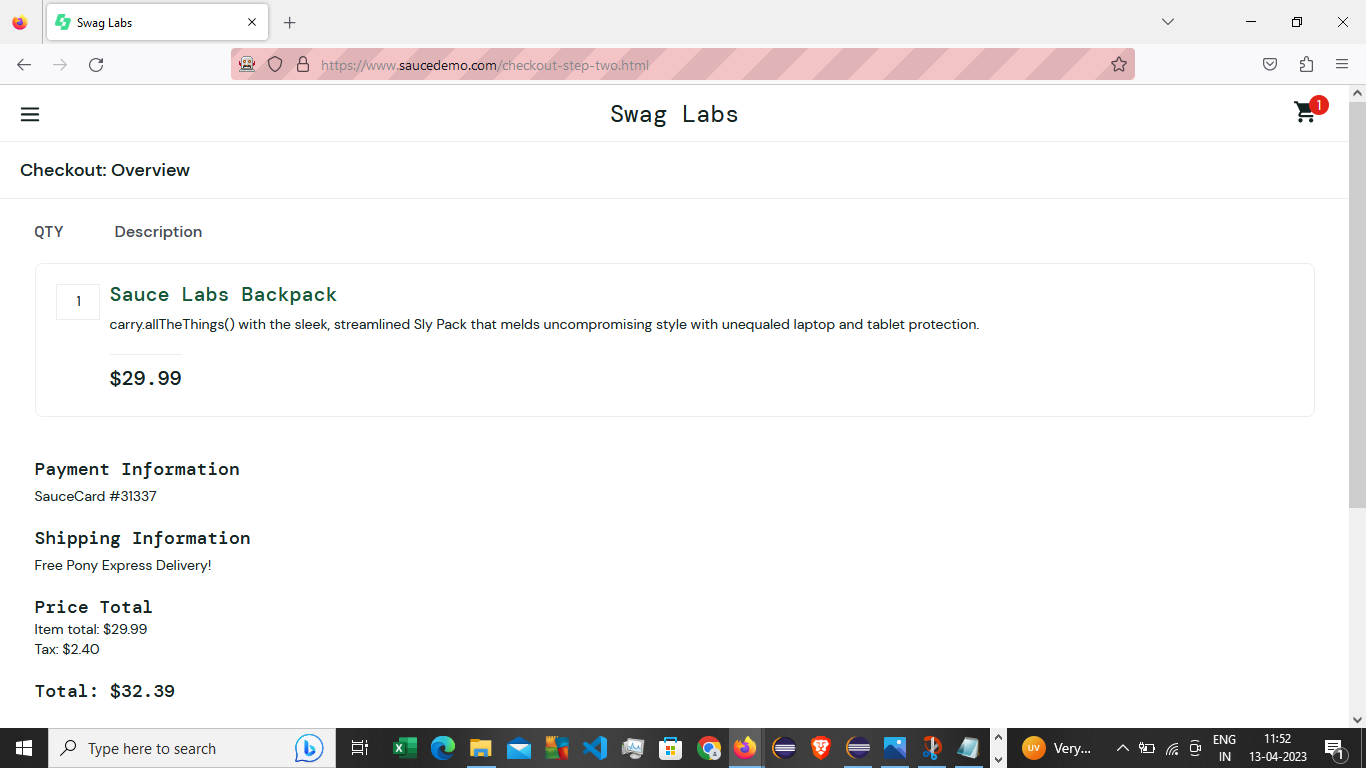 Swag Labs
https://www.saucedemo.com/checkout-step-two.html
Swag Labs
1
Checkout: Overview
QTY Description
1
Sauce Labs Backpack
carry.allTheThings() with the sleek, streamlined Sly Pack that melds uncompromising style with unequaled laptop and tablet protection.
$29.99
Payment Information
SauceCard #31337
Shipping Information
Free Pony Express Delivery!
Price Total
Item total: $29.99
Tax: $2.40
Total: $32.39
Type here to search
UV
Very...
ENG
IN
11:52
13-04-2023
1